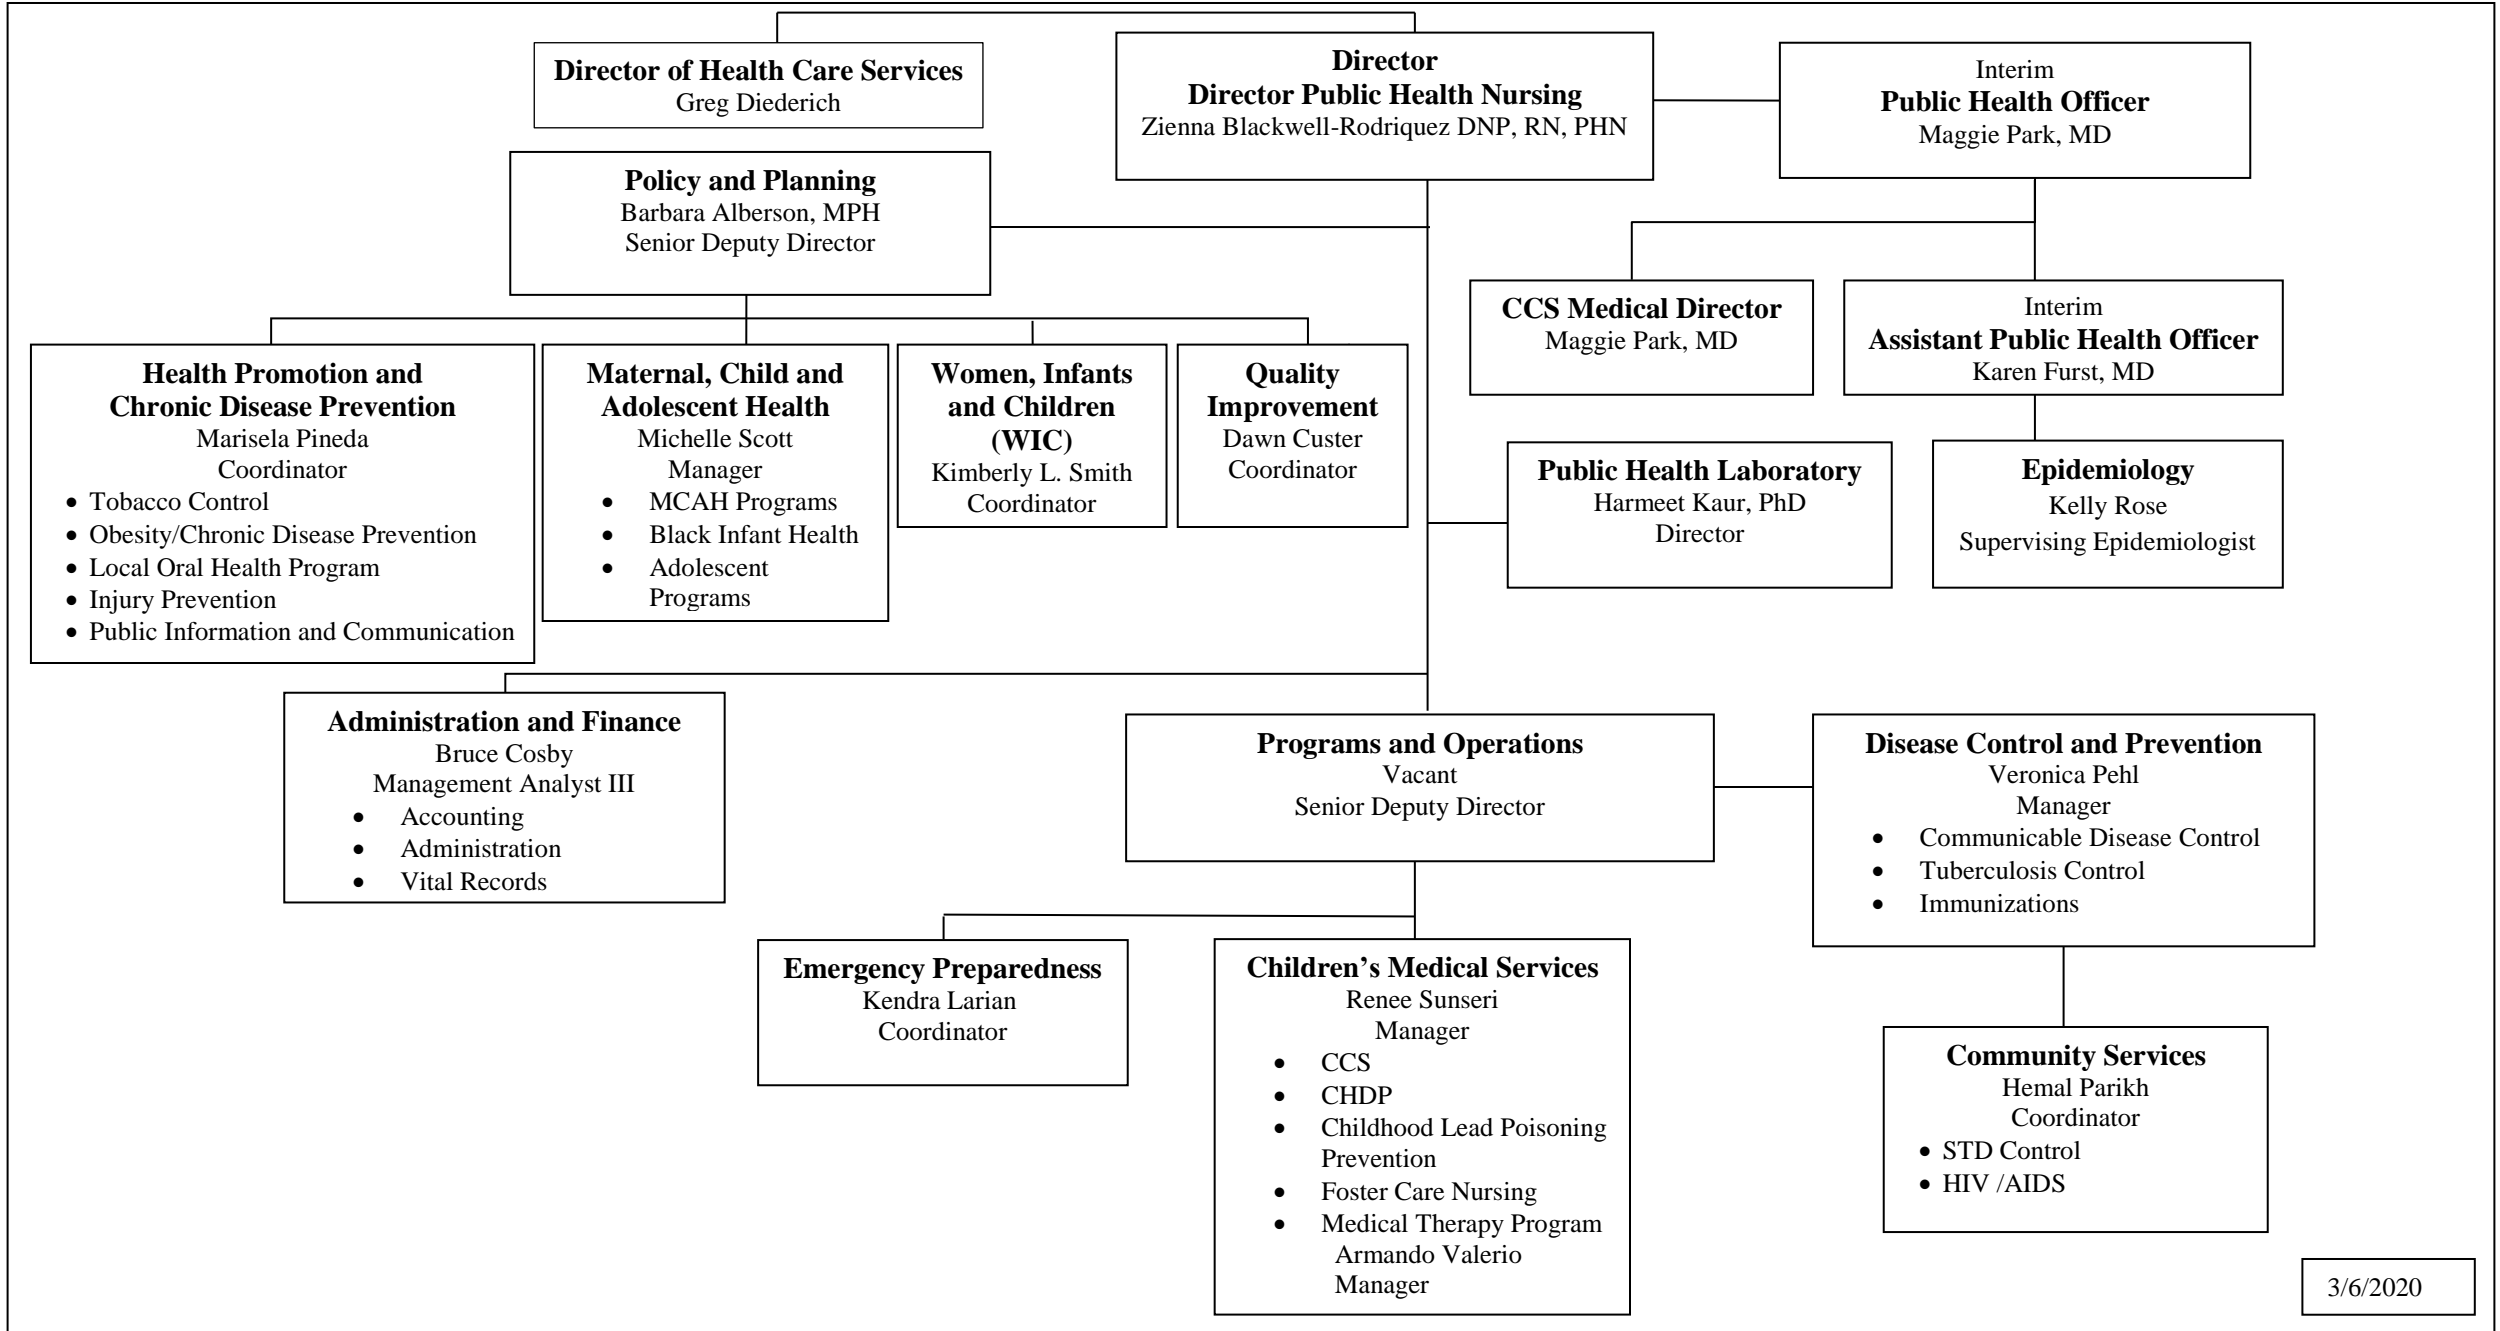 Director of Health Care Services
Greg Diederich
Director
Director Public Health Nursing
Zienna Blackwell-Rodriquez DNP, RN, PHN
Interim
Public Health Officer
Maggie Park, MD
Policy and Planning
Barbara Alberson, MPH
Senior Deputy Director
CCS Medical Director
Maggie Park, MD
Interim
Assistant Public Health Officer
Karen Furst, MD
Health Promotion and
Chronic Disease Prevention
Marisela Pineda
Coordinator
• Tobacco Control
• Obesity/Chronic Disease Prevention
• Local Oral Health Program
• Injury Prevention
• Public Information and Communication
Maternal, Child and
Adolescent Health
Michelle Scott
Manager
• MCAH Programs
• Black Infant Health
• Adolescent
Programs
Women, Infants
and Children
(WIC)
Kimberly L. Smith
Coordinator
Quality
Improvement
Dawn Custer
Coordinator
Public Health Laboratory
Harmeet Kaur, PhD
Director
Epidemiology
Kelly Rose
Supervising Epidemiologist
Administration and Finance
Bruce Cosby
Management Analyst III
• Accounting
• Administration
• Vital Records
Programs and Operations
Vacant
Senior Deputy Director
Disease Control and Prevention
Veronica Pehl
Manager
• Communicable Disease Control
• Tuberculosis Control
• Immunizations
Emergency Preparedness
Kendra Larian
Coordinator
Children’s Medical Services
Renee Sunseri
Manager
• CCS
• CHDP
• Childhood Lead Poisoning
Prevention
• Foster Care Nursing
• Medical Therapy Program
Armando Valerio
Manager
Community Services
Hemal Parikh
Coordinator
• STD Control
• HIV /AIDS
3/6/2020